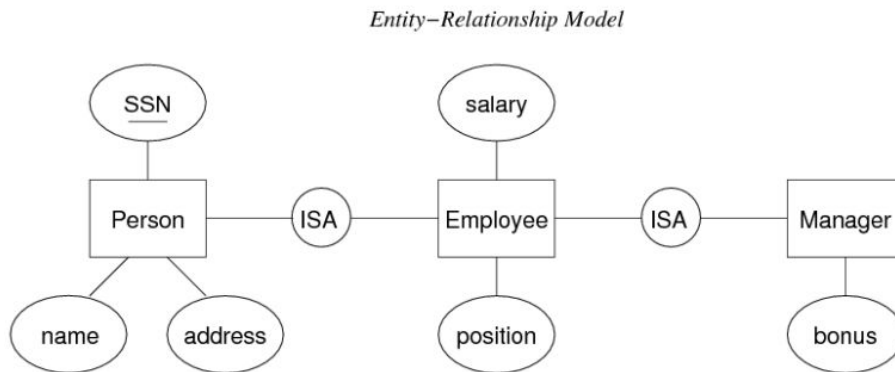 Entity–Relationship Model
SSN
salary
Person
ISA
Employee
ISA
Manager
name
address
position
bonus